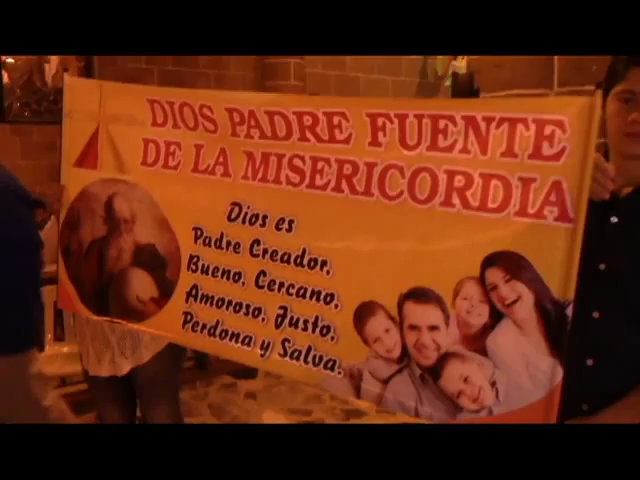 DIOS PADRE FUENTE
DE LA MISERICORDIA
Dios es
Padre Creador,
Bueno, Cercano,
Amoroso, Justo,
Perdona y Salva.